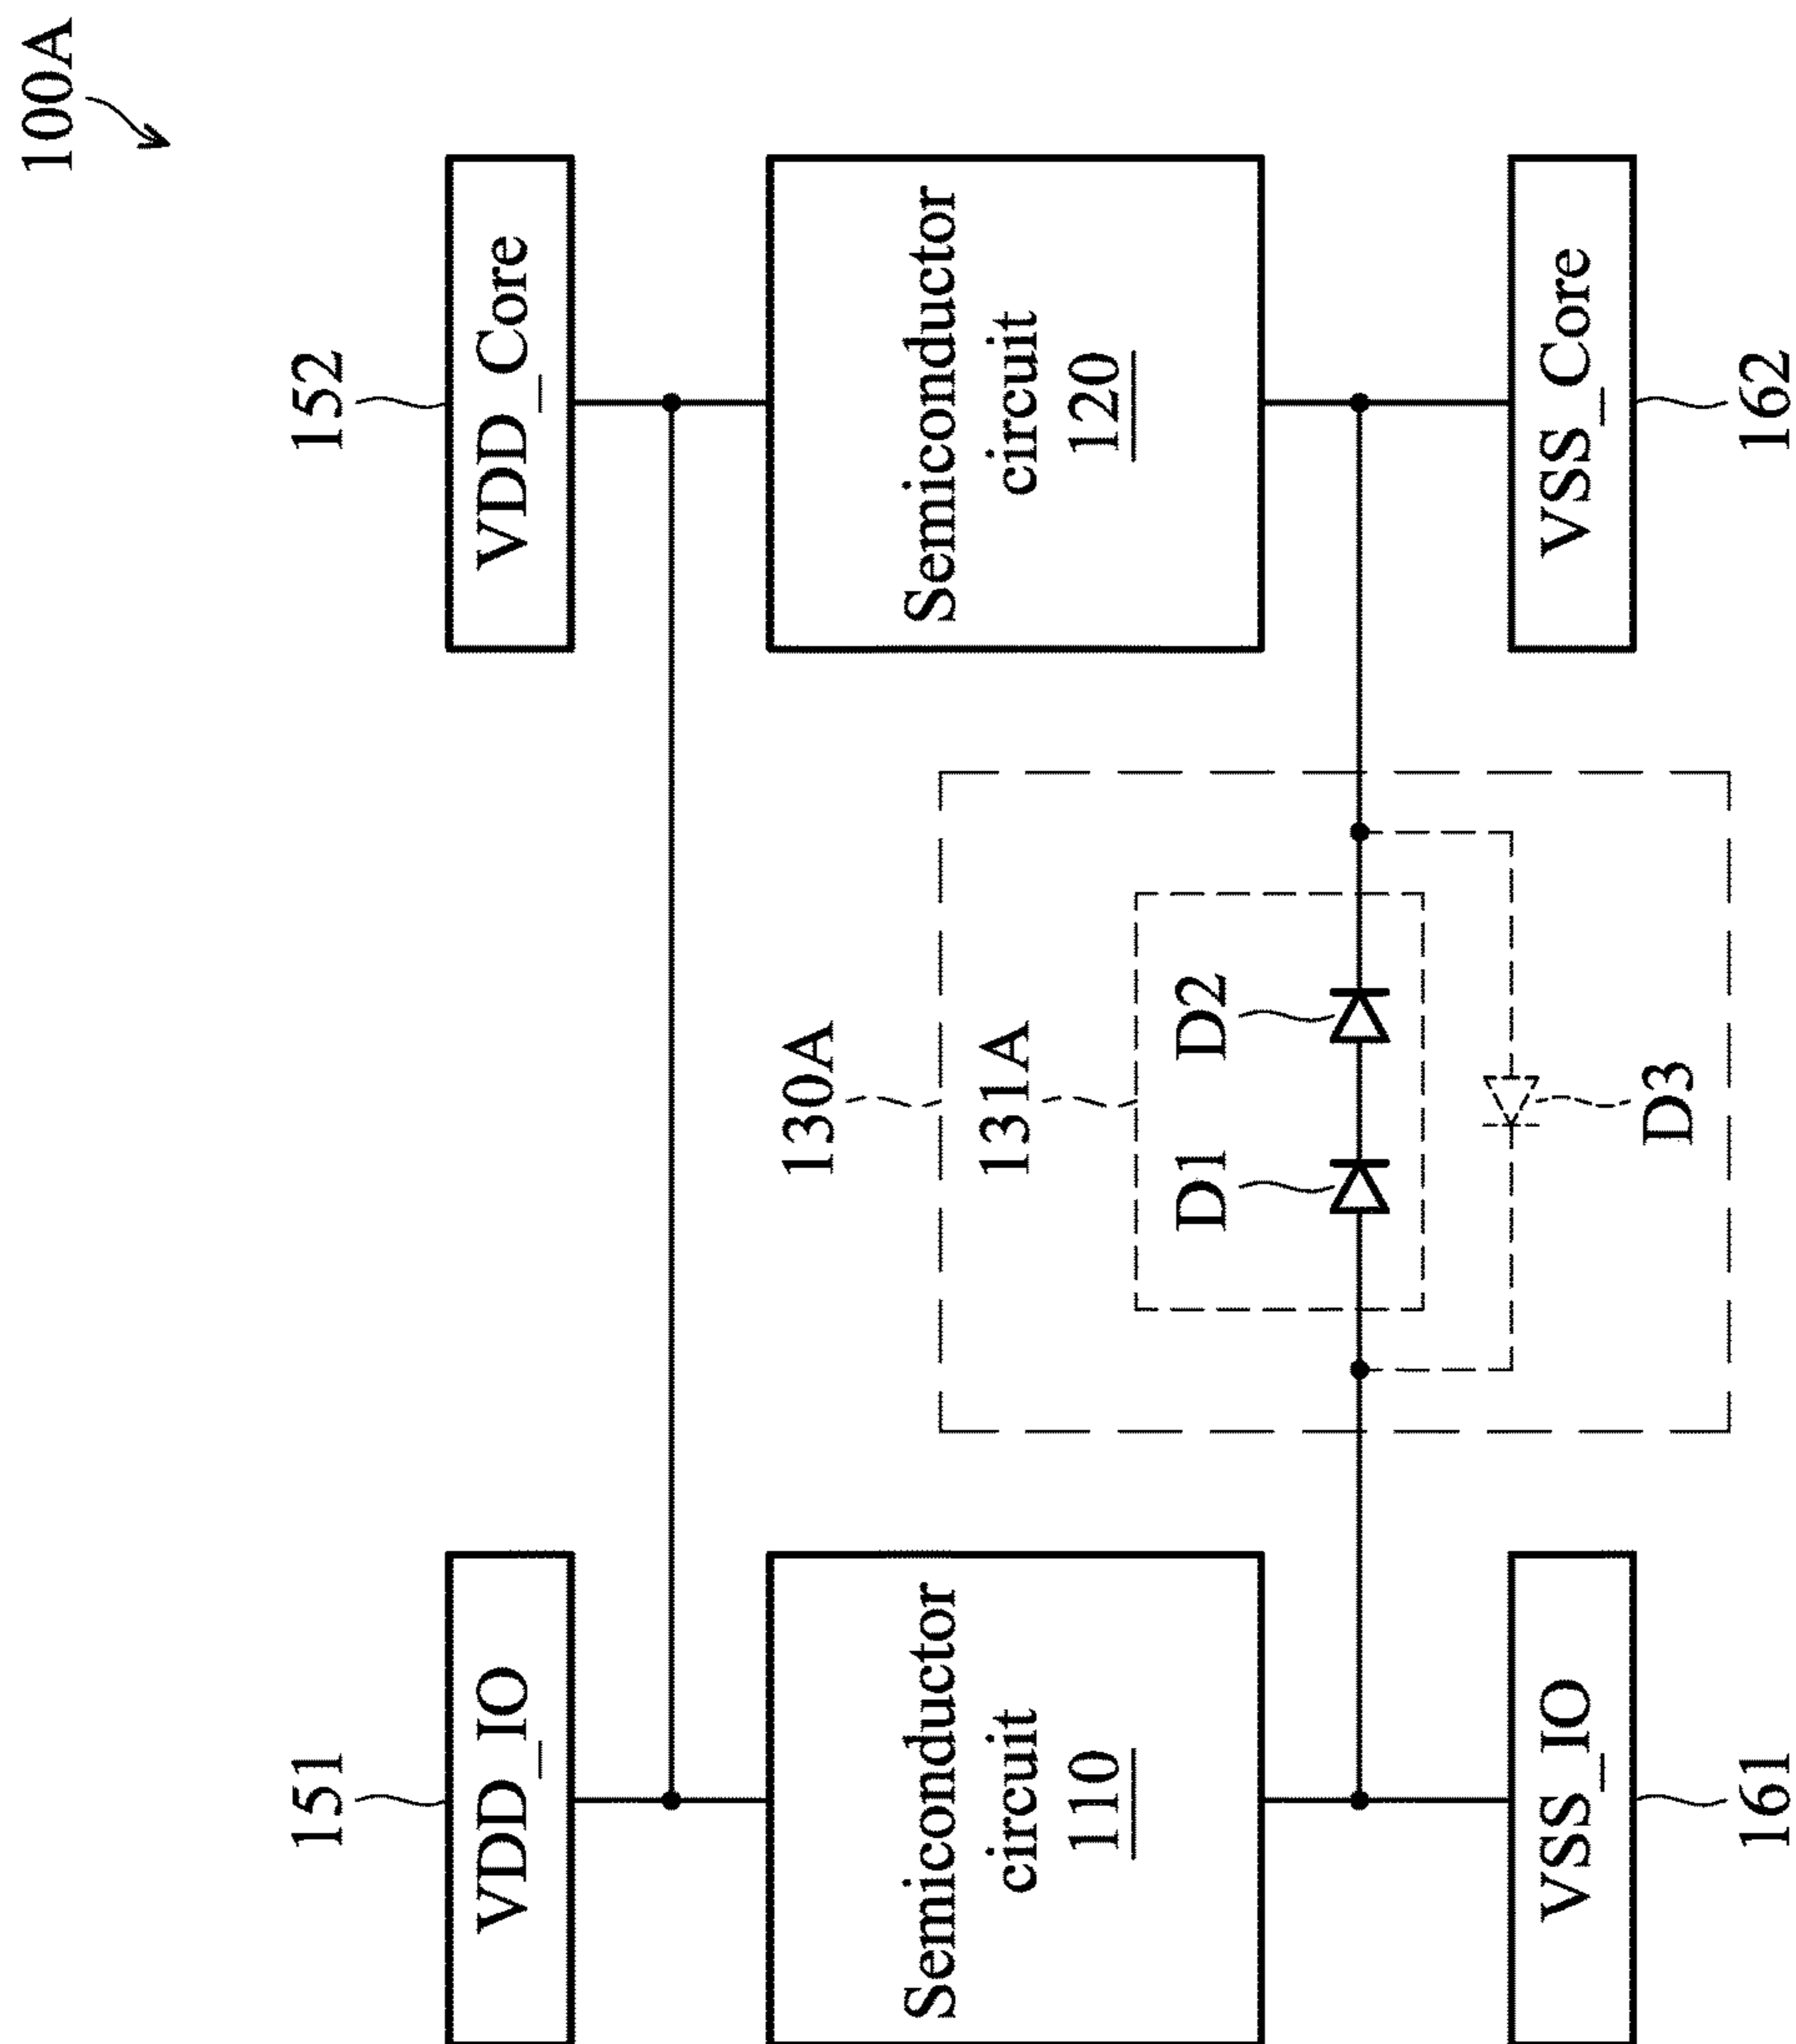 100A
151
152
VDD_IO
VDD_Core
Semiconductor
circuit
110
Semiconductor
circuit
120
130A
131A
D1
D2
D3
VSS_IO
VSS_Core
161
162